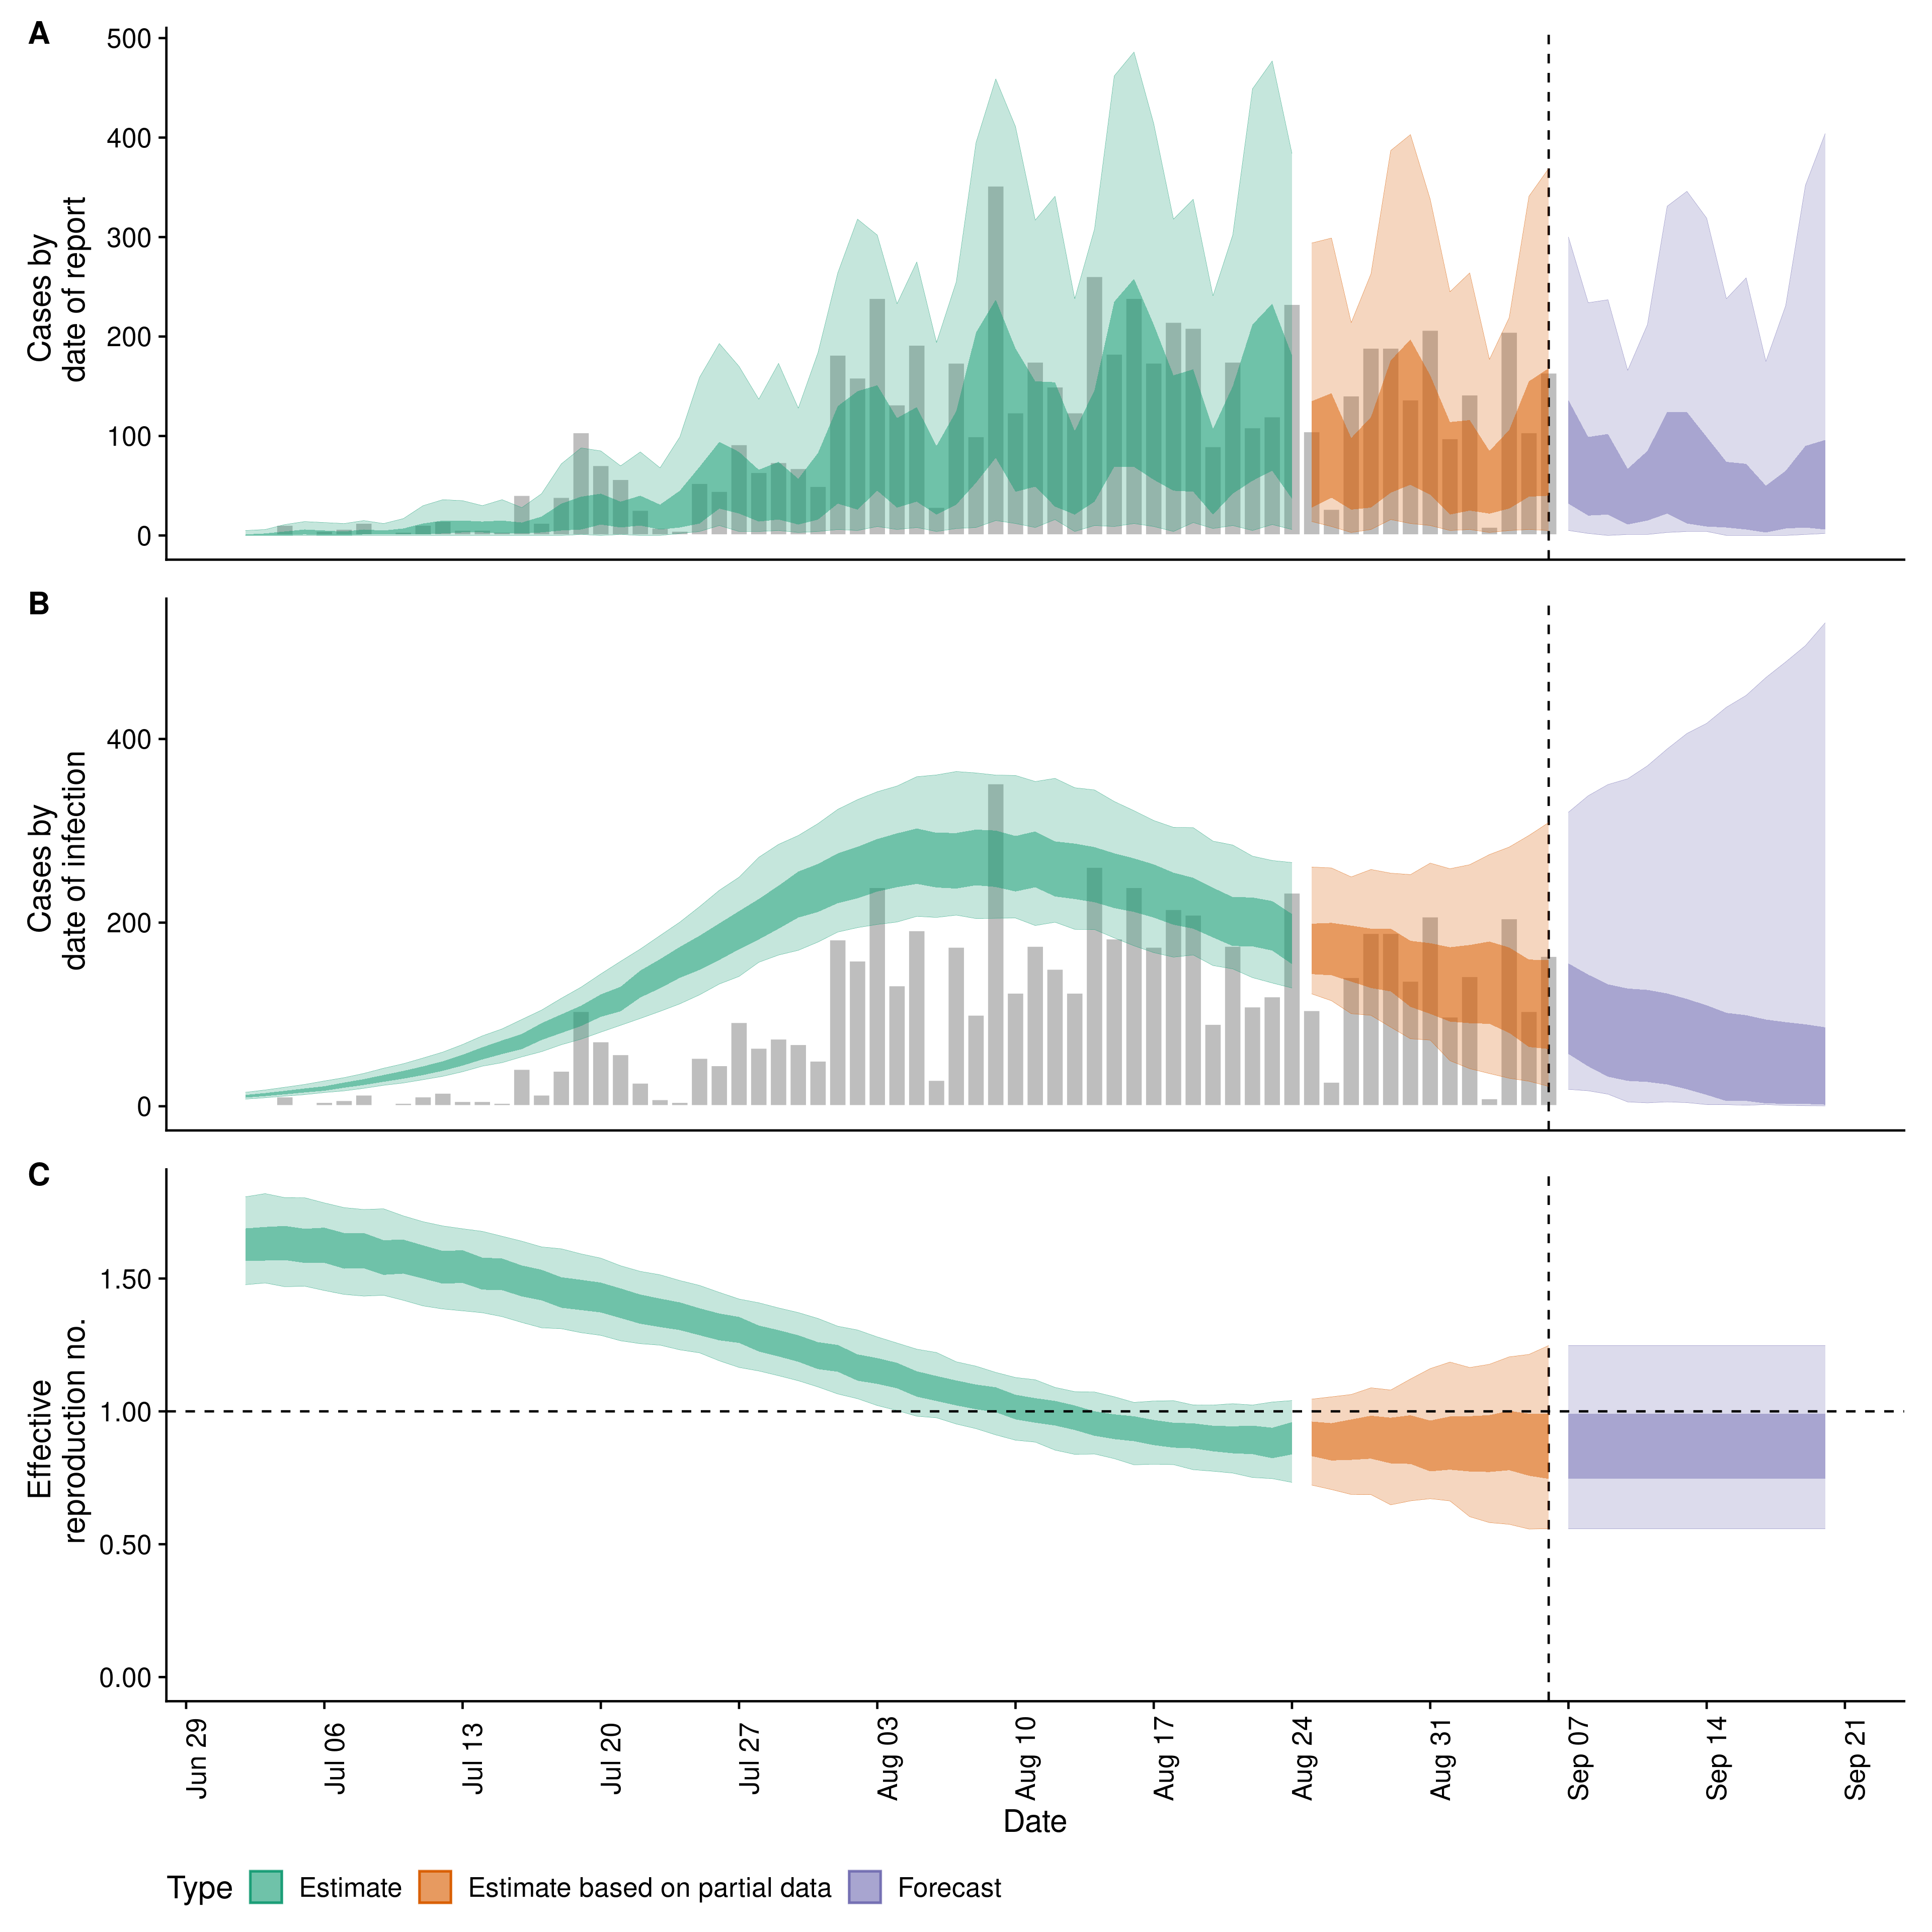 A
500
400
300
200
100
0
Cases by
date of report
B
400
200
0
Cases by
date of infection
C
1.50
1.00
0.50
0.00
Effective
reproduction no.
Jun 29
Jul 06
Jul 13
Jul 20
Jul 27
Aug 03
Aug 10
Aug 17
Aug 24
Aug 31
Sep 07
Sep 14
Sep 21
Date
Type Estimate Estimate based on partial data Forecast